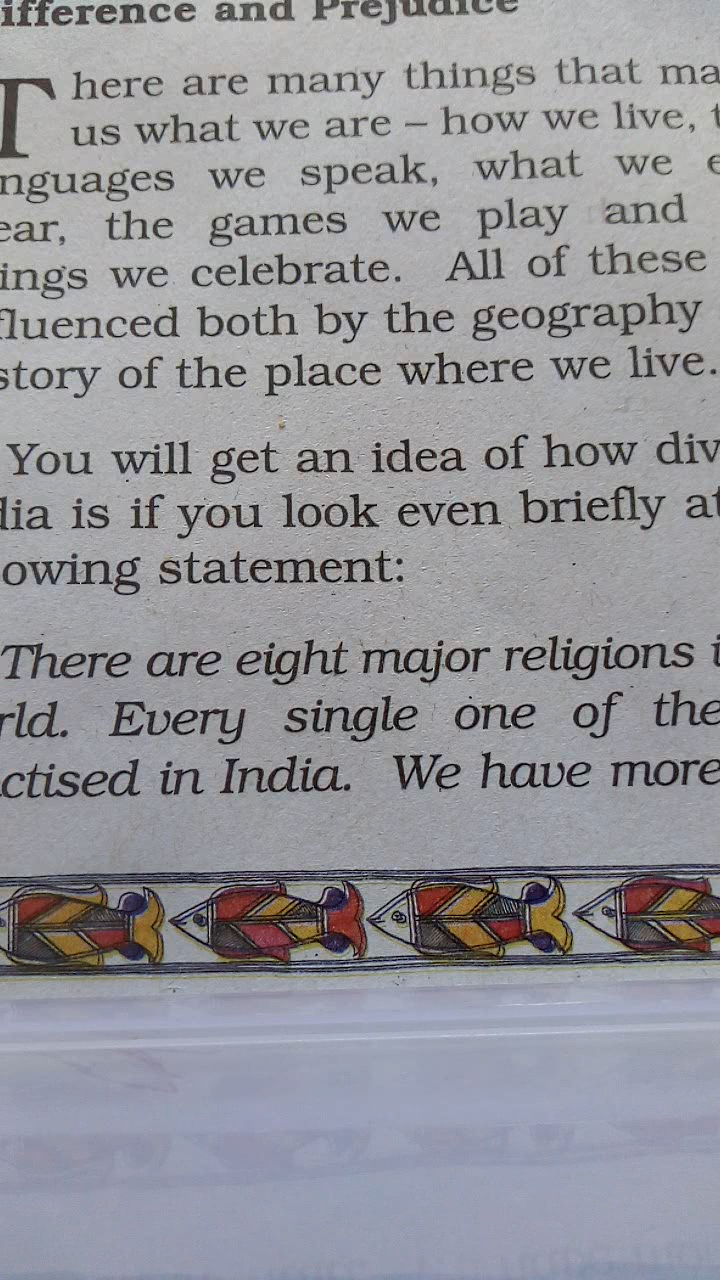 ifference and Prejudice
There are many things that ma
us what we are – how we live, t
nguages we speak, what we e
ear, the games we play and
ings we celebrate. All of these
fluenced both by the geography
story of the place where we live.
You will get an idea of how div
dia is if you look even briefly at
owing statement:
There are eight major religions i
rld. Every single one of the
ctised in India. We have more